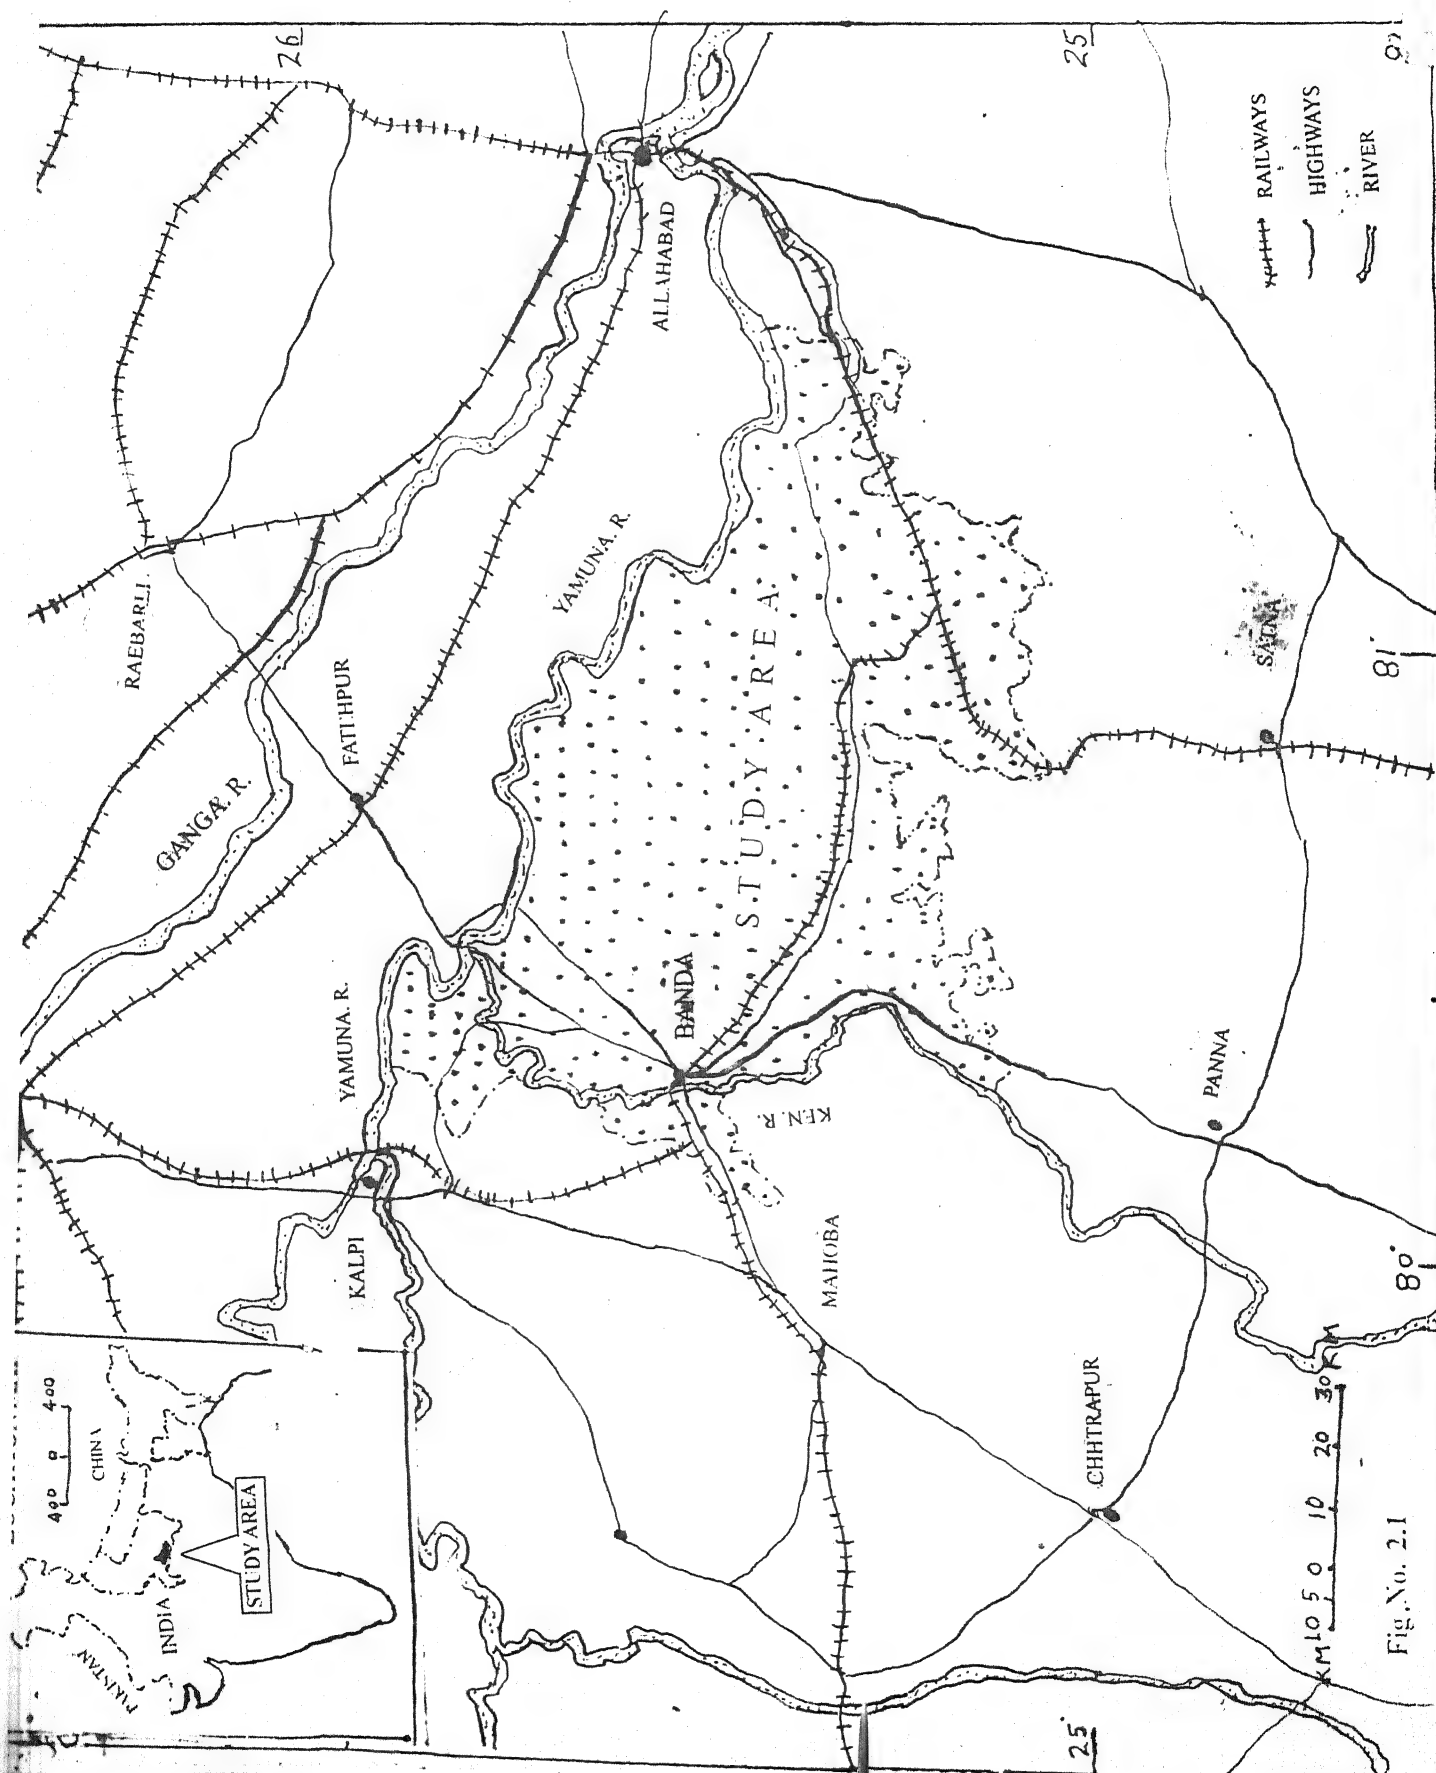 400 0 400
CHINA
PAKISTAN
INDIA
STUDY AREA
26
25
RAEBARLI
GANGA. R.
FATEHPUR
YAMUNA. R.
YAMUNA. R.
ALLAHABAD
KALPI
BANDA
STUDY AREA
KEN. R.
MAHOBA
PANNA
SATNA
CHHTRAPUR
RAILWAYS
HIGHWAYS
RIVER
25°
80°
81°
KM 10 5 0 10 20 30 KM
Fig. No. 2.1